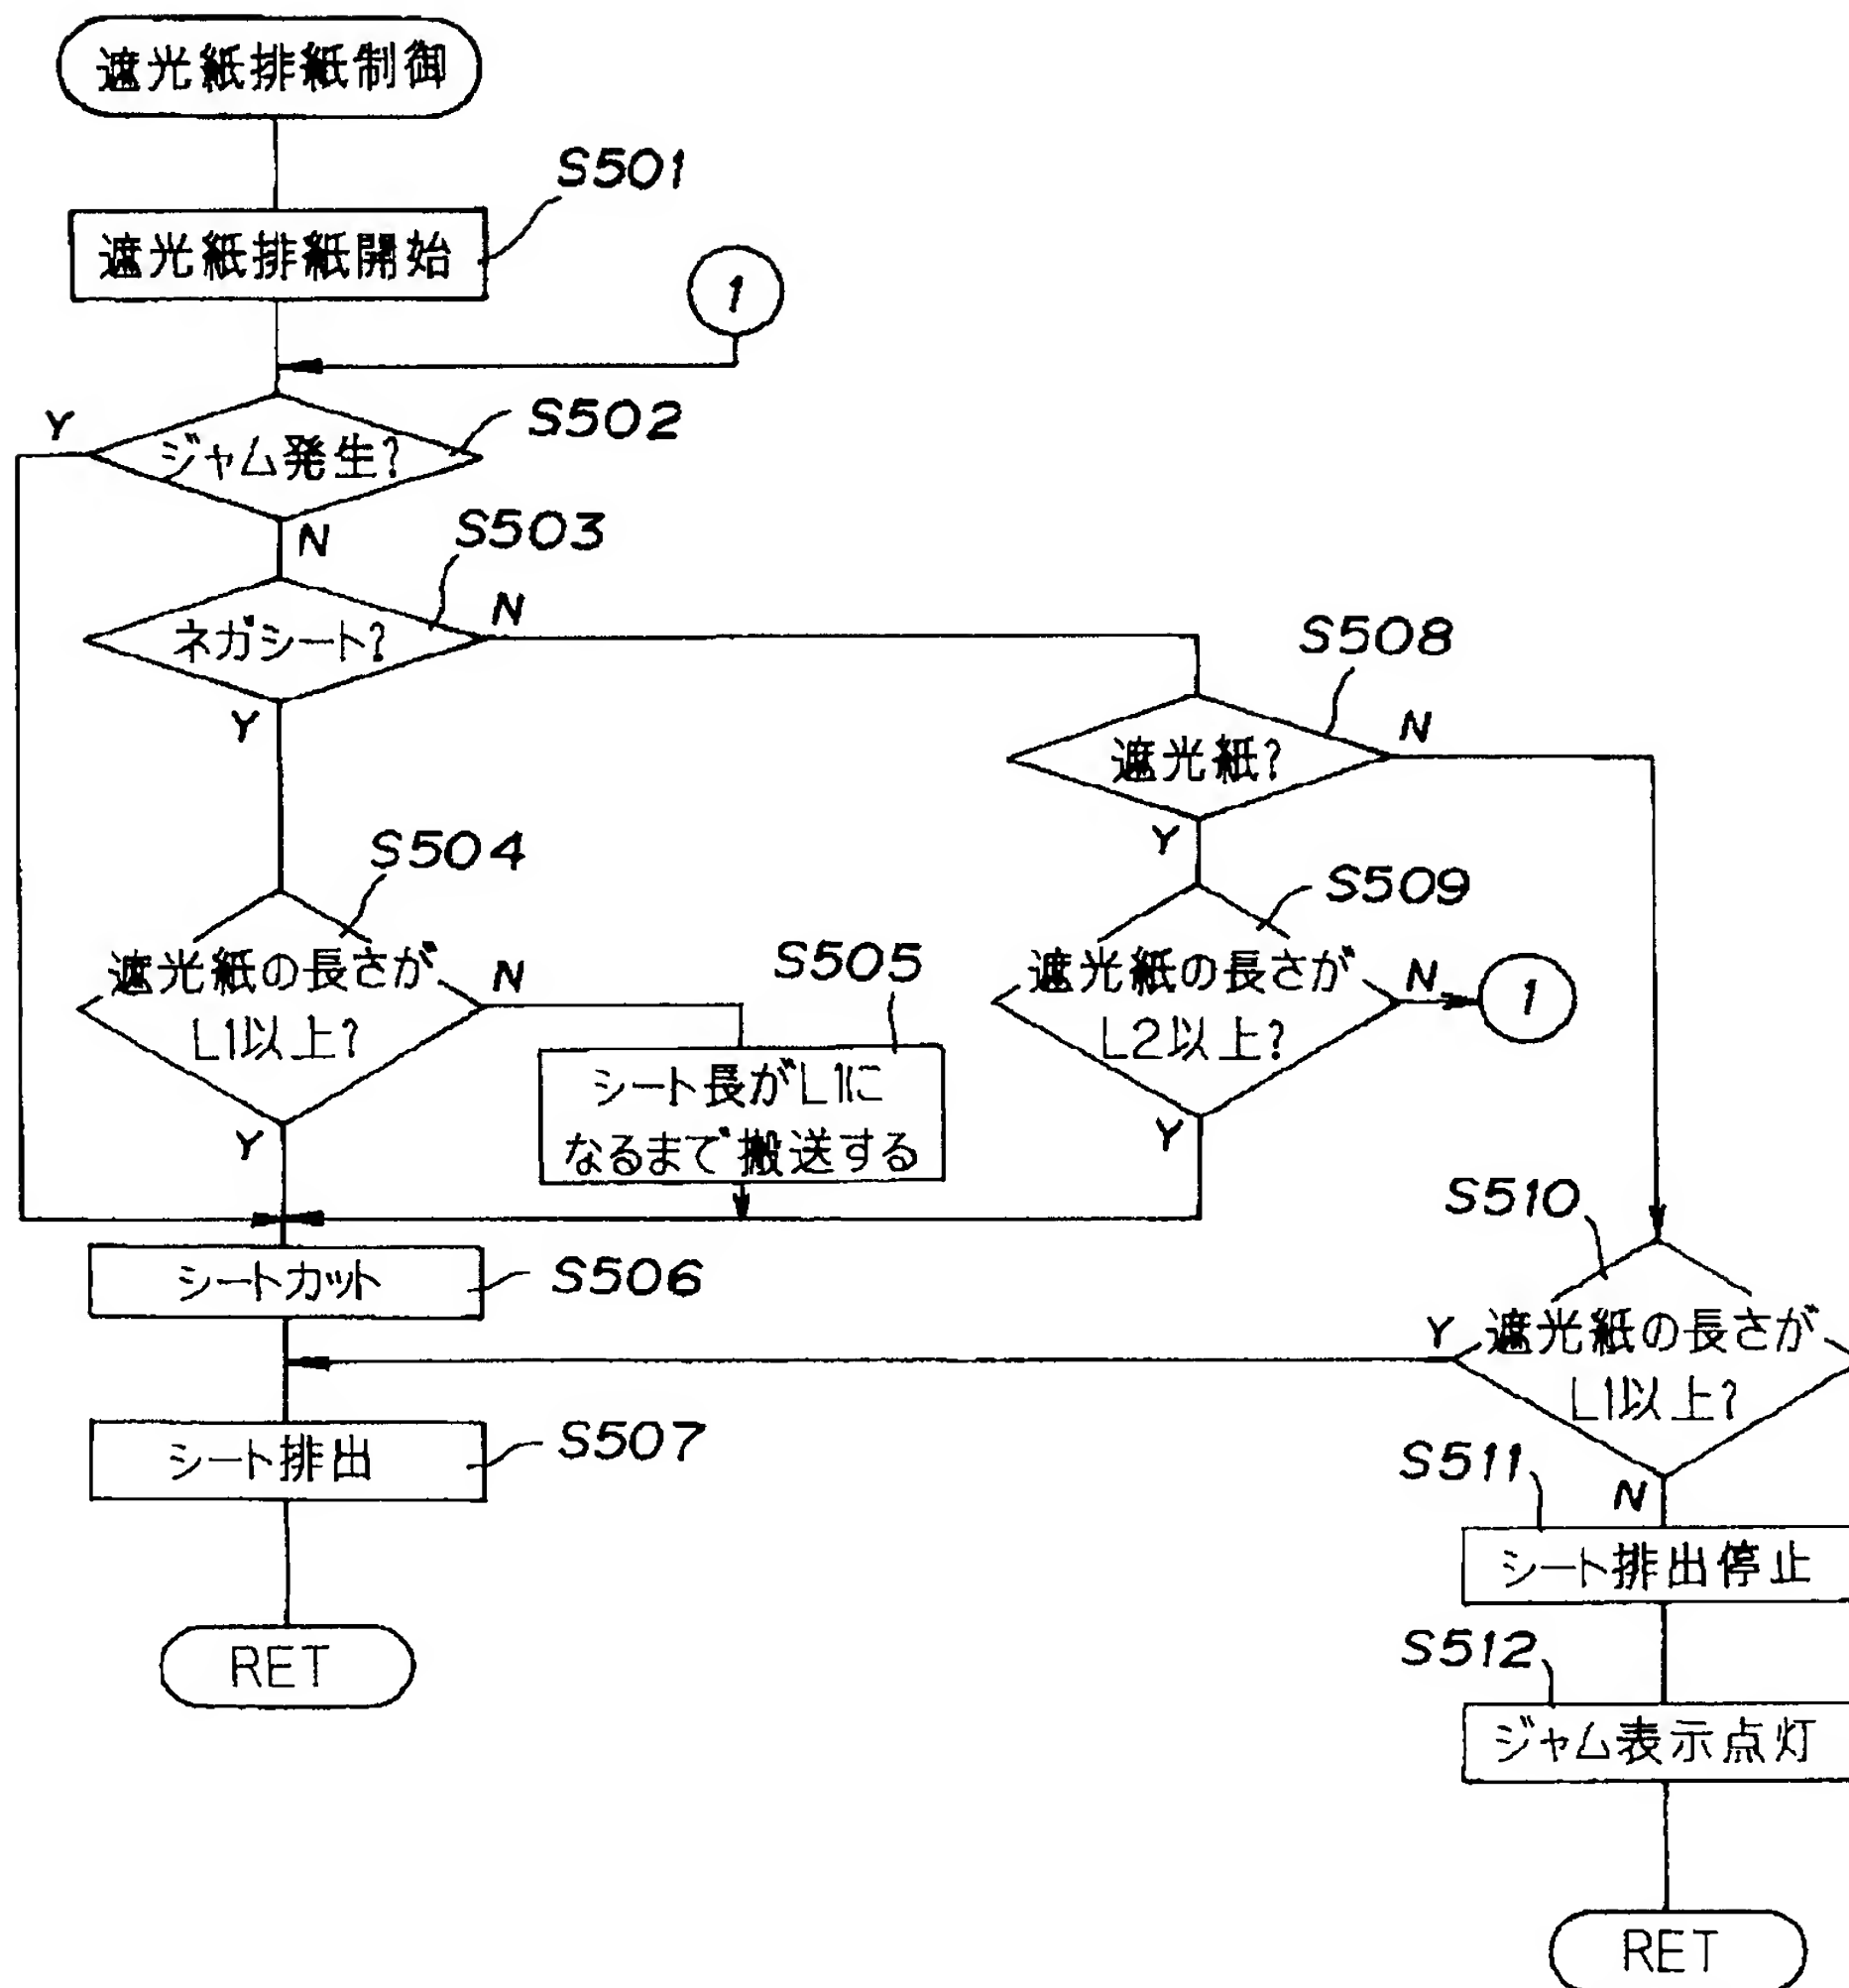 遮光紙排紙制御
S501
遮光紙排紙開始
1
Y
S502
ジャム発生?
N
S503
ネガシート?
N
Y
S508
遮光紙?
N
Y
S504
遮光紙の長さが
L1以上?
N
Y
S505
シート長がL1に
なるまで搬送する
S509
遮光紙の長さが
L2以上?
N
1
Y
S506
シートカット
S510
遮光紙の長さが
L1以上?
Y
N
S507
シート排出
RET
S511
シート排出停止
S512
ジャム表示点灯
RET